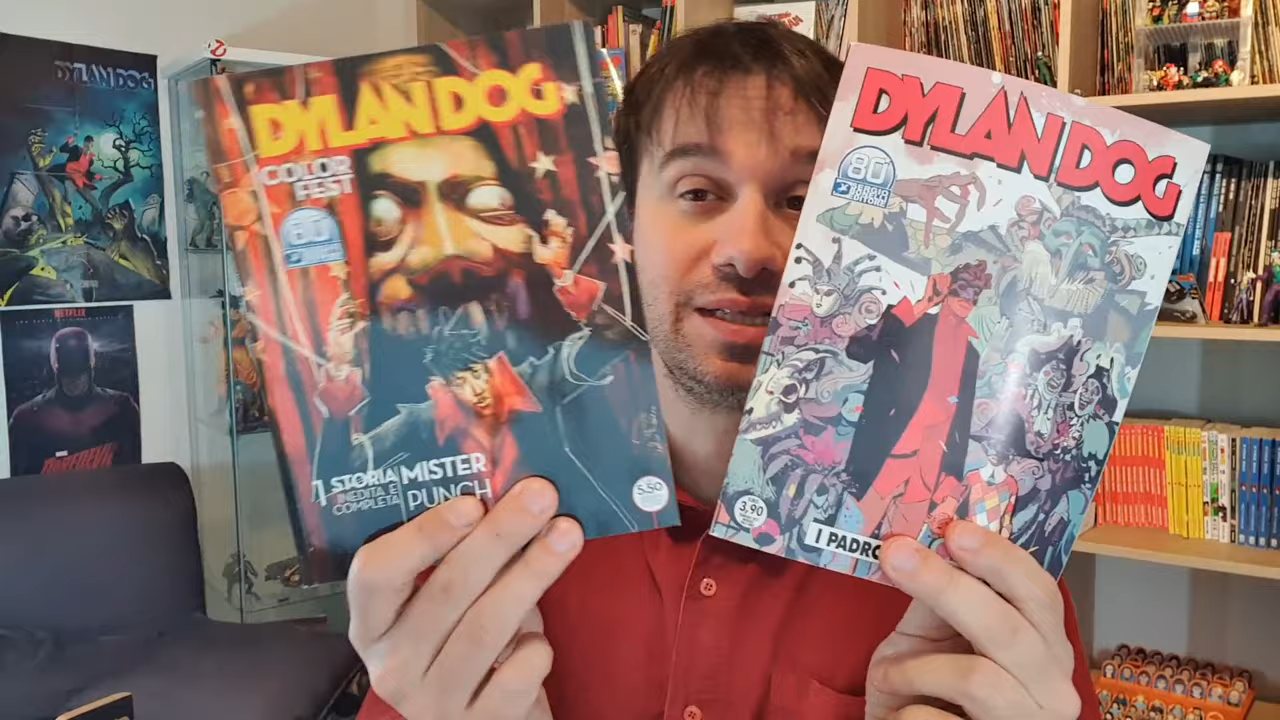 DYLAN DOG
NETFLIX
DAREDEVIL
DYLAN DOG
COLOR
FEST
80
1 STORIA
INEDITA E
COMPLETA
MISTER
PUNCH
5,50
DYLAN DOG
80
SERGIO
BONELLI
EDITORE
3,90
I PADRO